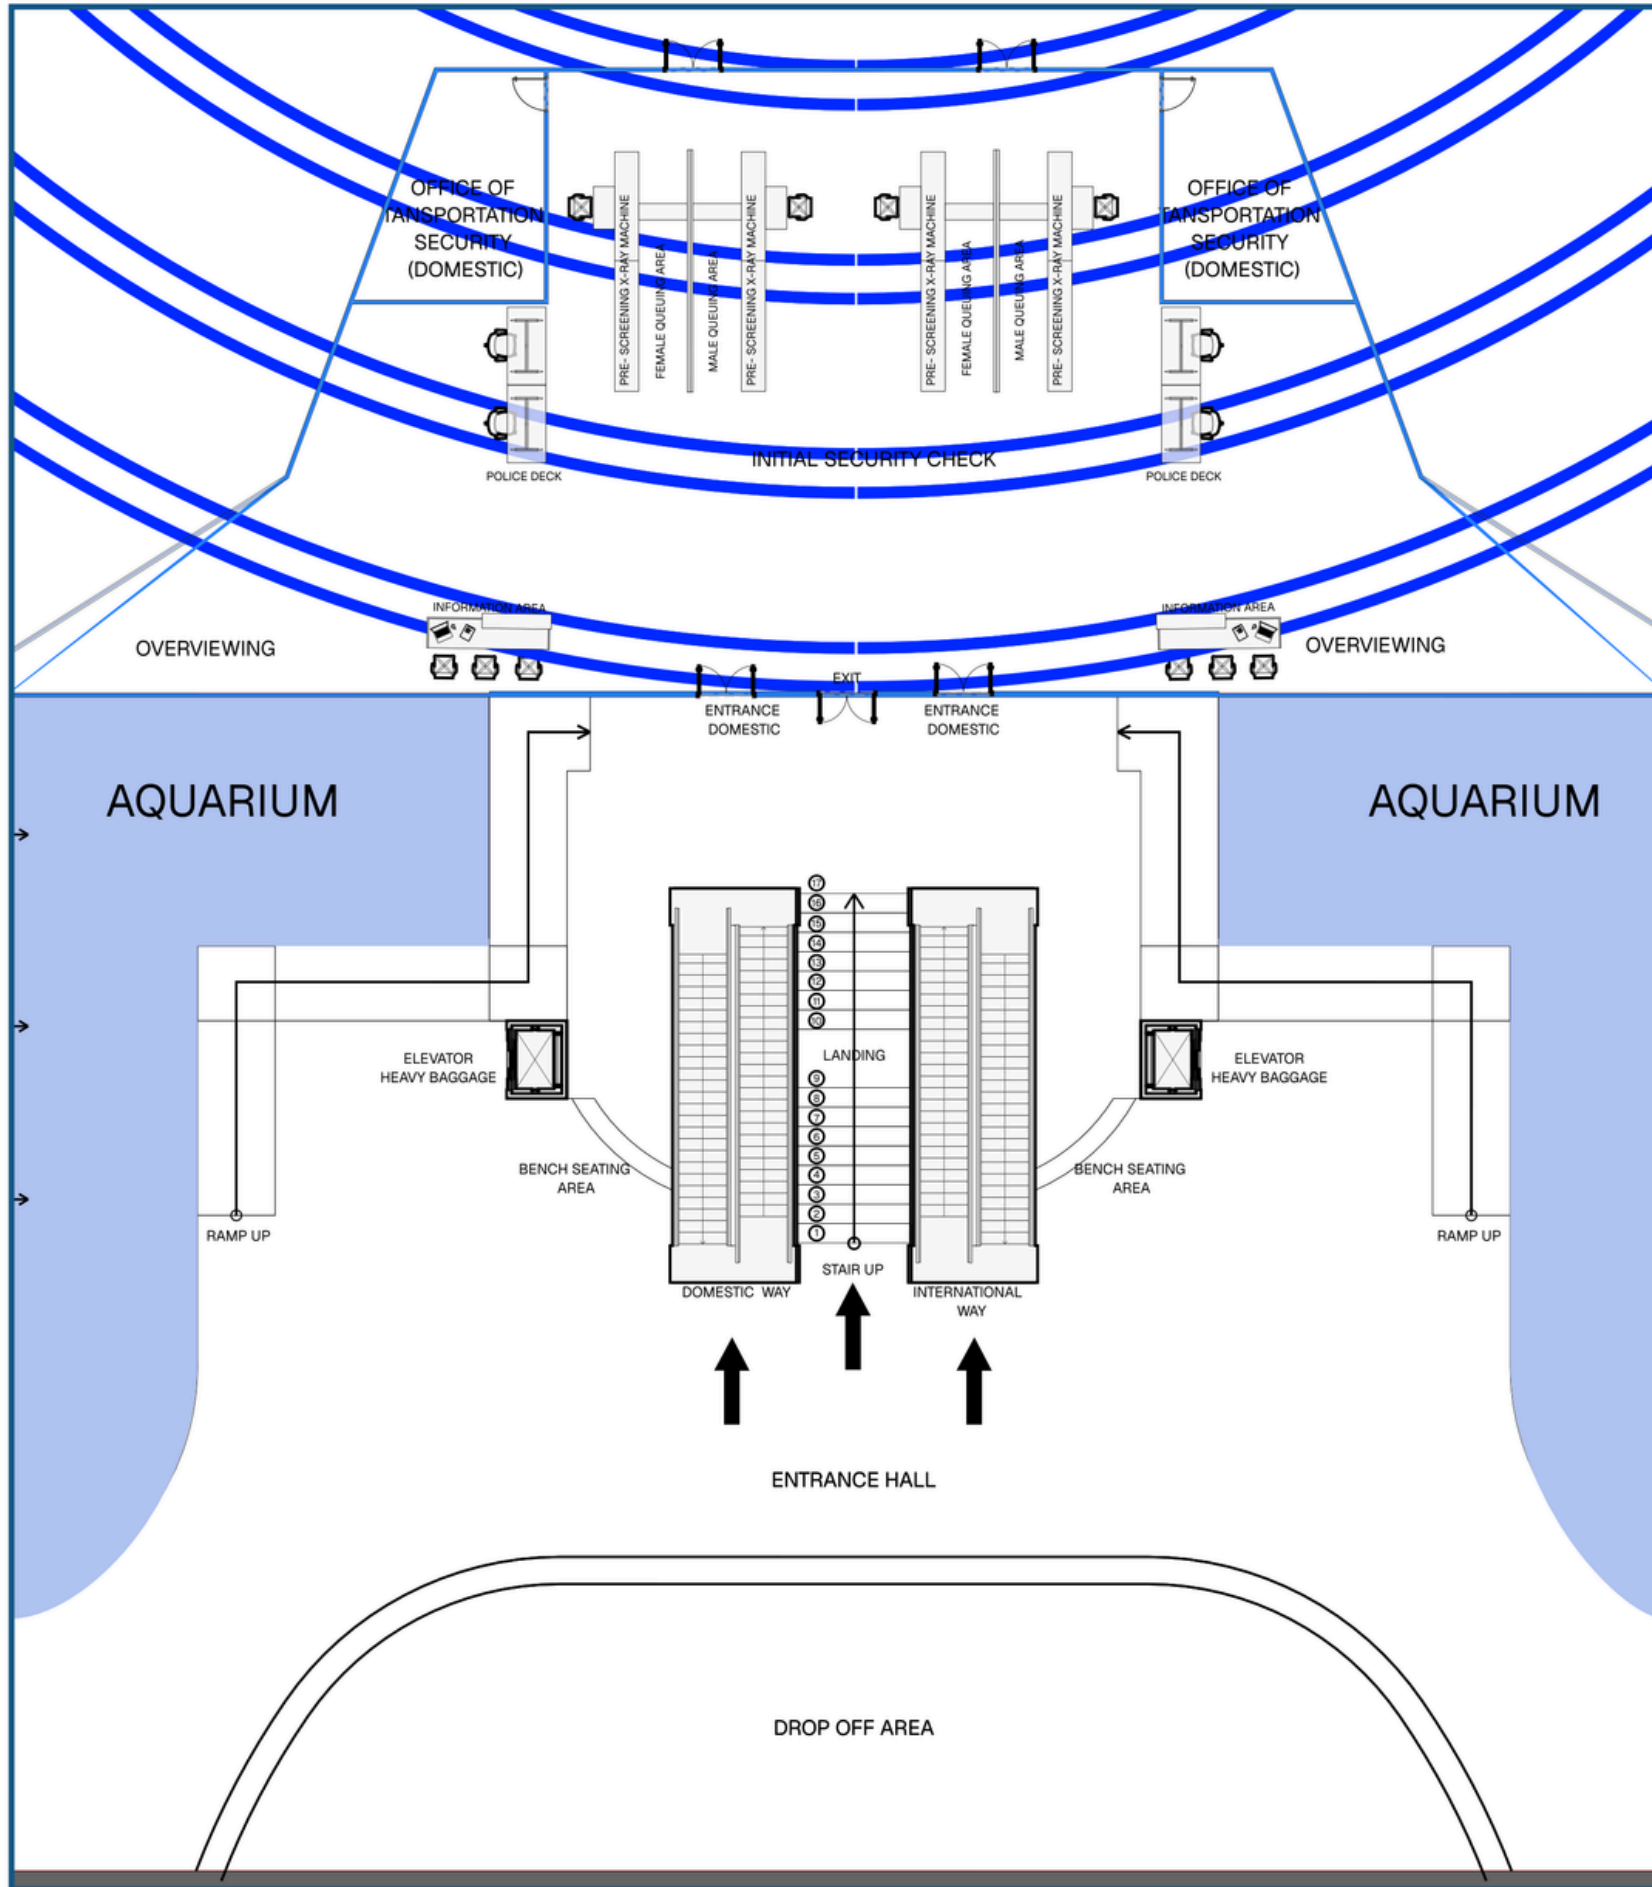 OFFICE OF
TANSPORTATION
SECURITY
(DOMESTIC)
OFFICE OF
TANSPORTATION
SECURITY
(DOMESTIC)
PRE- SCREENING X-RAY MACHINE
FEMALE QUEUING AREA
MALE QUEUING AREA
PRE- SCREENING X-RAY MACHINE
PRE- SCREENING X-RAY MACHINE
FEMALE QUEUING AREA
MALE QUEUING AREA
PRE- SCREENING X-RAY MACHINE
INITIAL SECURITY CHECK
POLICE DECK
POLICE DECK
INFORMATION AREA
INFORMATION AREA
OVERVIEWING
OVERVIEWING
EXIT
ENTRANCE
DOMESTIC
ENTRANCE
DOMESTIC
AQUARIUM
AQUARIUM
17
16
15
14
13
12
11
10
LANDING
9
8
7
6
5
4
3
2
1
ELEVATOR
HEAVY BAGGAGE
ELEVATOR
HEAVY BAGGAGE
BENCH SEATING
AREA
BENCH SEATING
AREA
RAMP UP
RAMP UP
STAIR UP
DOMESTIC WAY
INTERNATIONAL
WAY
ENTRANCE HALL
DROP OFF AREA